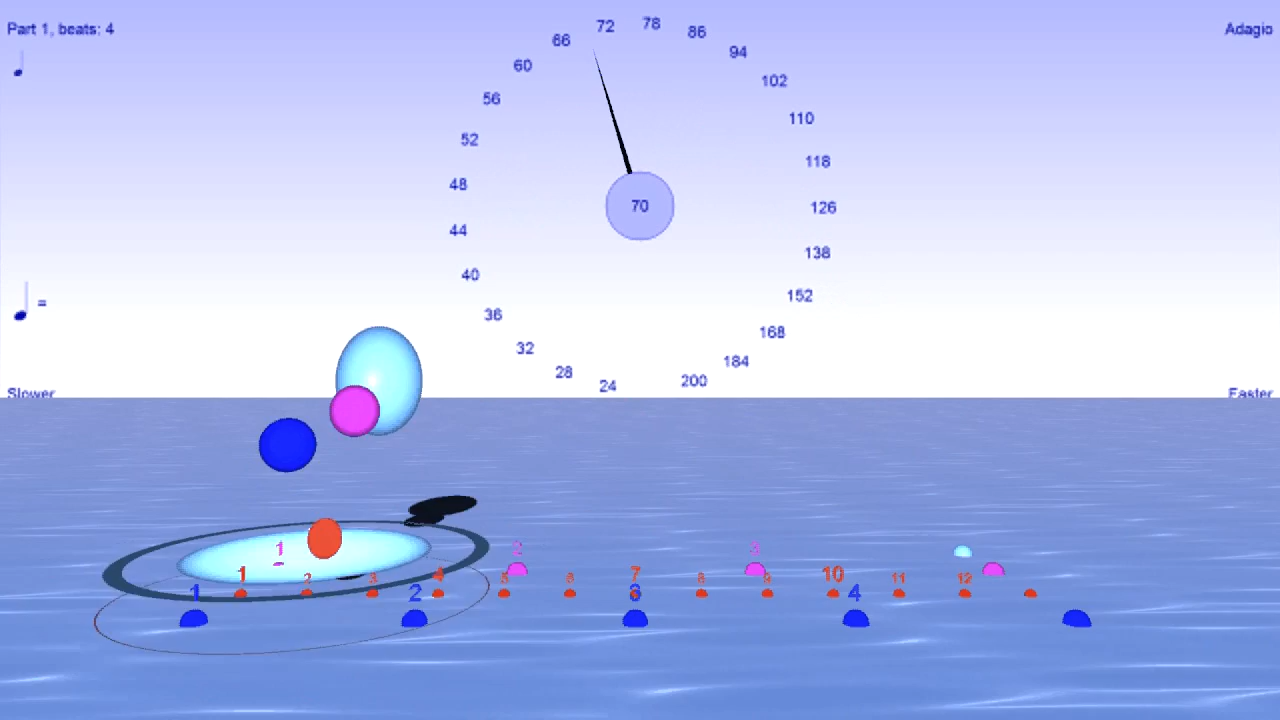 Part 1, beats: 4
Adagio
72 78
66 86
60 94
56 102
52 110
48 118
44 70 126
40 138
36 152
32 168
28 184
24 200
=
Slower
Faster
1 2 3
1 2 3 4 5 6 7 8 9 10 11 12
1 2 4